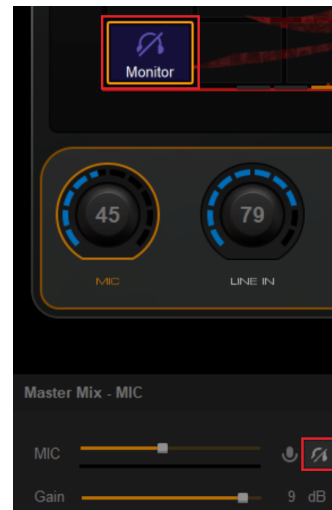 Monitor
45
79
MIC
LINE IN
Master Mix - MIC
MIC
Gain
9 dB